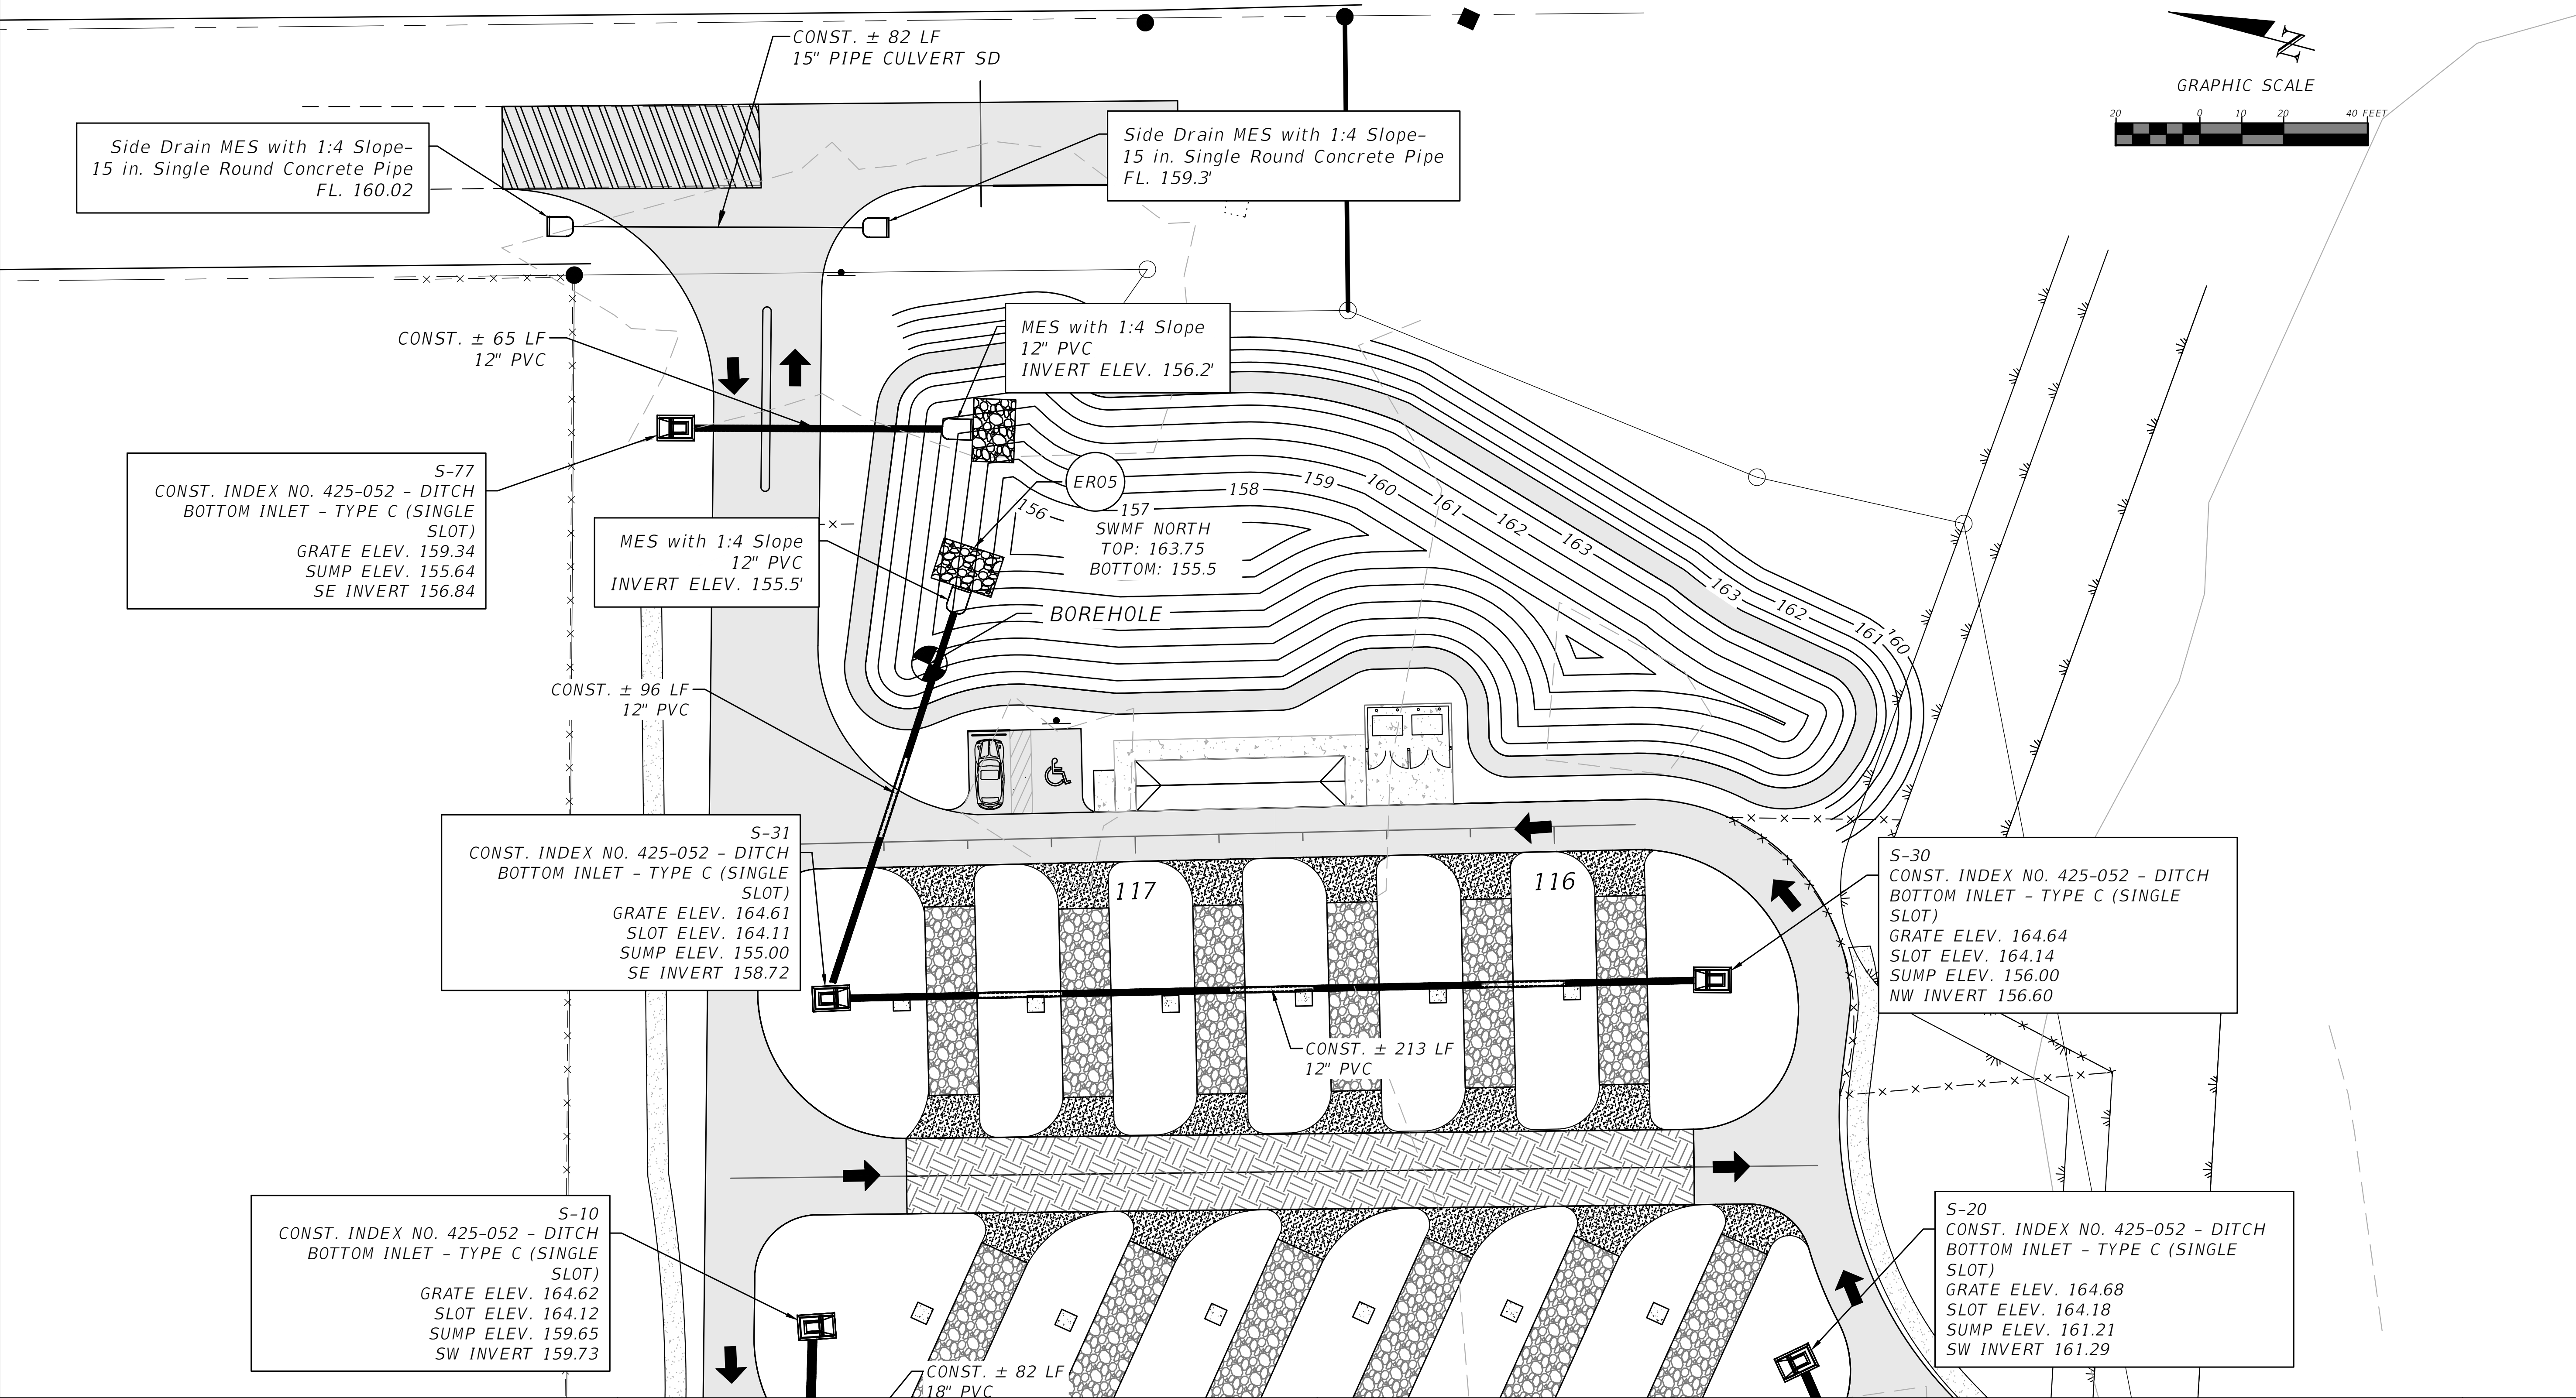 CONST. ± 82 LF
15" PIPE CULVERT SD
N
GRAPHIC SCALE
20 0 10 20 40 FEET
Side Drain MES with 1:4 Slope-
15 in. Single Round Concrete Pipe
FL. 160.02
Side Drain MES with 1:4 Slope-
15 in. Single Round Concrete Pipe
FL. 159.3'
CONST. ± 65 LF
12" PVC
MES with 1:4 Slope
12" PVC
INVERT ELEV. 156.2'
S-77
CONST. INDEX NO. 425-052 - DITCH
BOTTOM INLET - TYPE C (SINGLE
SLOT)
GRATE ELEV. 159.34
SUMP ELEV. 155.64
SE INVERT 156.84
ER05
156
157
158
159
160
161
162
163
SWMF NORTH
TOP: 163.75
BOTTOM: 155.5
163
162
161
160
MES with 1:4 Slope
12" PVC
INVERT ELEV. 155.5'
BOREHOLE
CONST. ± 96 LF
12" PVC
S-31
CONST. INDEX NO. 425-052 - DITCH
BOTTOM INLET - TYPE C (SINGLE
SLOT)
GRATE ELEV. 164.61
SLOT ELEV. 164.11
SUMP ELEV. 155.00
SE INVERT 158.72
117
116
S-30
CONST. INDEX NO. 425-052 - DITCH
BOTTOM INLET - TYPE C (SINGLE
SLOT)
GRATE ELEV. 164.64
SLOT ELEV. 164.14
SUMP ELEV. 156.00
NW INVERT 156.60
CONST. ± 213 LF
12" PVC
S-10
CONST. INDEX NO. 425-052 - DITCH
BOTTOM INLET - TYPE C (SINGLE
SLOT)
GRATE ELEV. 164.62
SLOT ELEV. 164.12
SUMP ELEV. 159.65
SW INVERT 159.73
S-20
CONST. INDEX NO. 425-052 - DITCH
BOTTOM INLET - TYPE C (SINGLE
SLOT)
GRATE ELEV. 164.68
SLOT ELEV. 164.18
SUMP ELEV. 161.21
SW INVERT 161.29
CONST. ± 82 LF
18" PVC